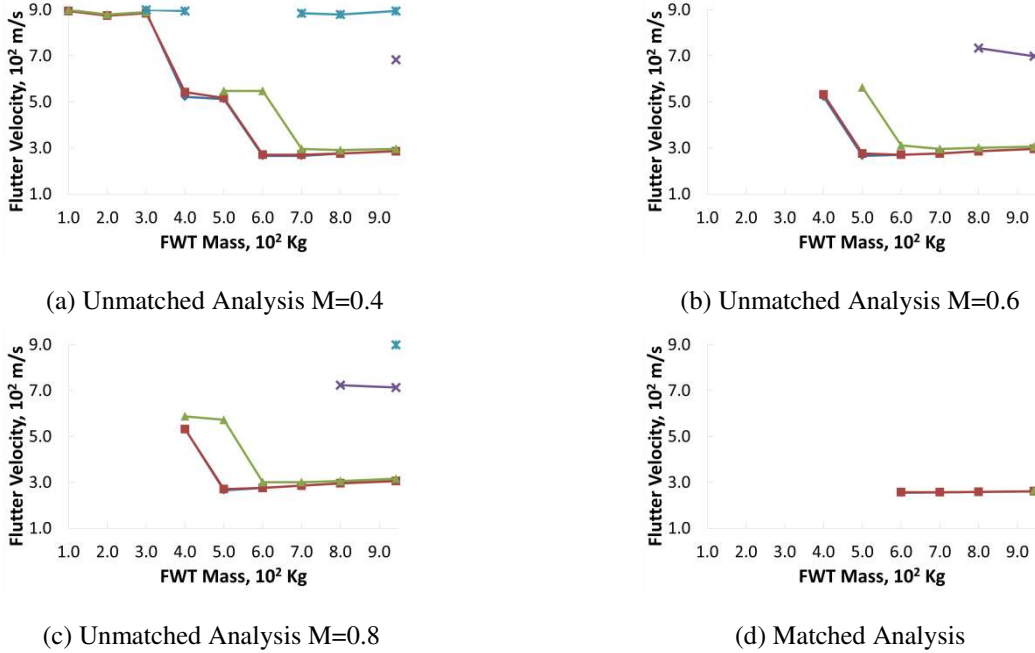 Flutter Velocity, 10² m/s
9.0
7.0
5.0
3.0
1.0
1.0 2.0 3.0 4.0 5.0 6.0 7.0 8.0 9.0
FWT Mass, 10² Kg
(a) Unmatched Analysis M=0.4
Flutter Velocity, 10² m/s
9.0
7.0
5.0
3.0
1.0
1.0 2.0 3.0 4.0 5.0 6.0 7.0 8.0 9.0
FWT Mass, 10² Kg
(b) Unmatched Analysis M=0.6
Flutter Velocity, 10² m/s
9.0
7.0
5.0
3.0
1.0
1.0 2.0 3.0 4.0 5.0 6.0 7.0 8.0 9.0
FWT Mass, 10² Kg
(c) Unmatched Analysis M=0.8
Flutter Velocity, 10² m/s
9.0
7.0
5.0
3.0
1.0
1.0 2.0 3.0 4.0 5.0 6.0 7.0 8.0 9.0
FWT Mass, 10² Kg
(d) Matched Analysis